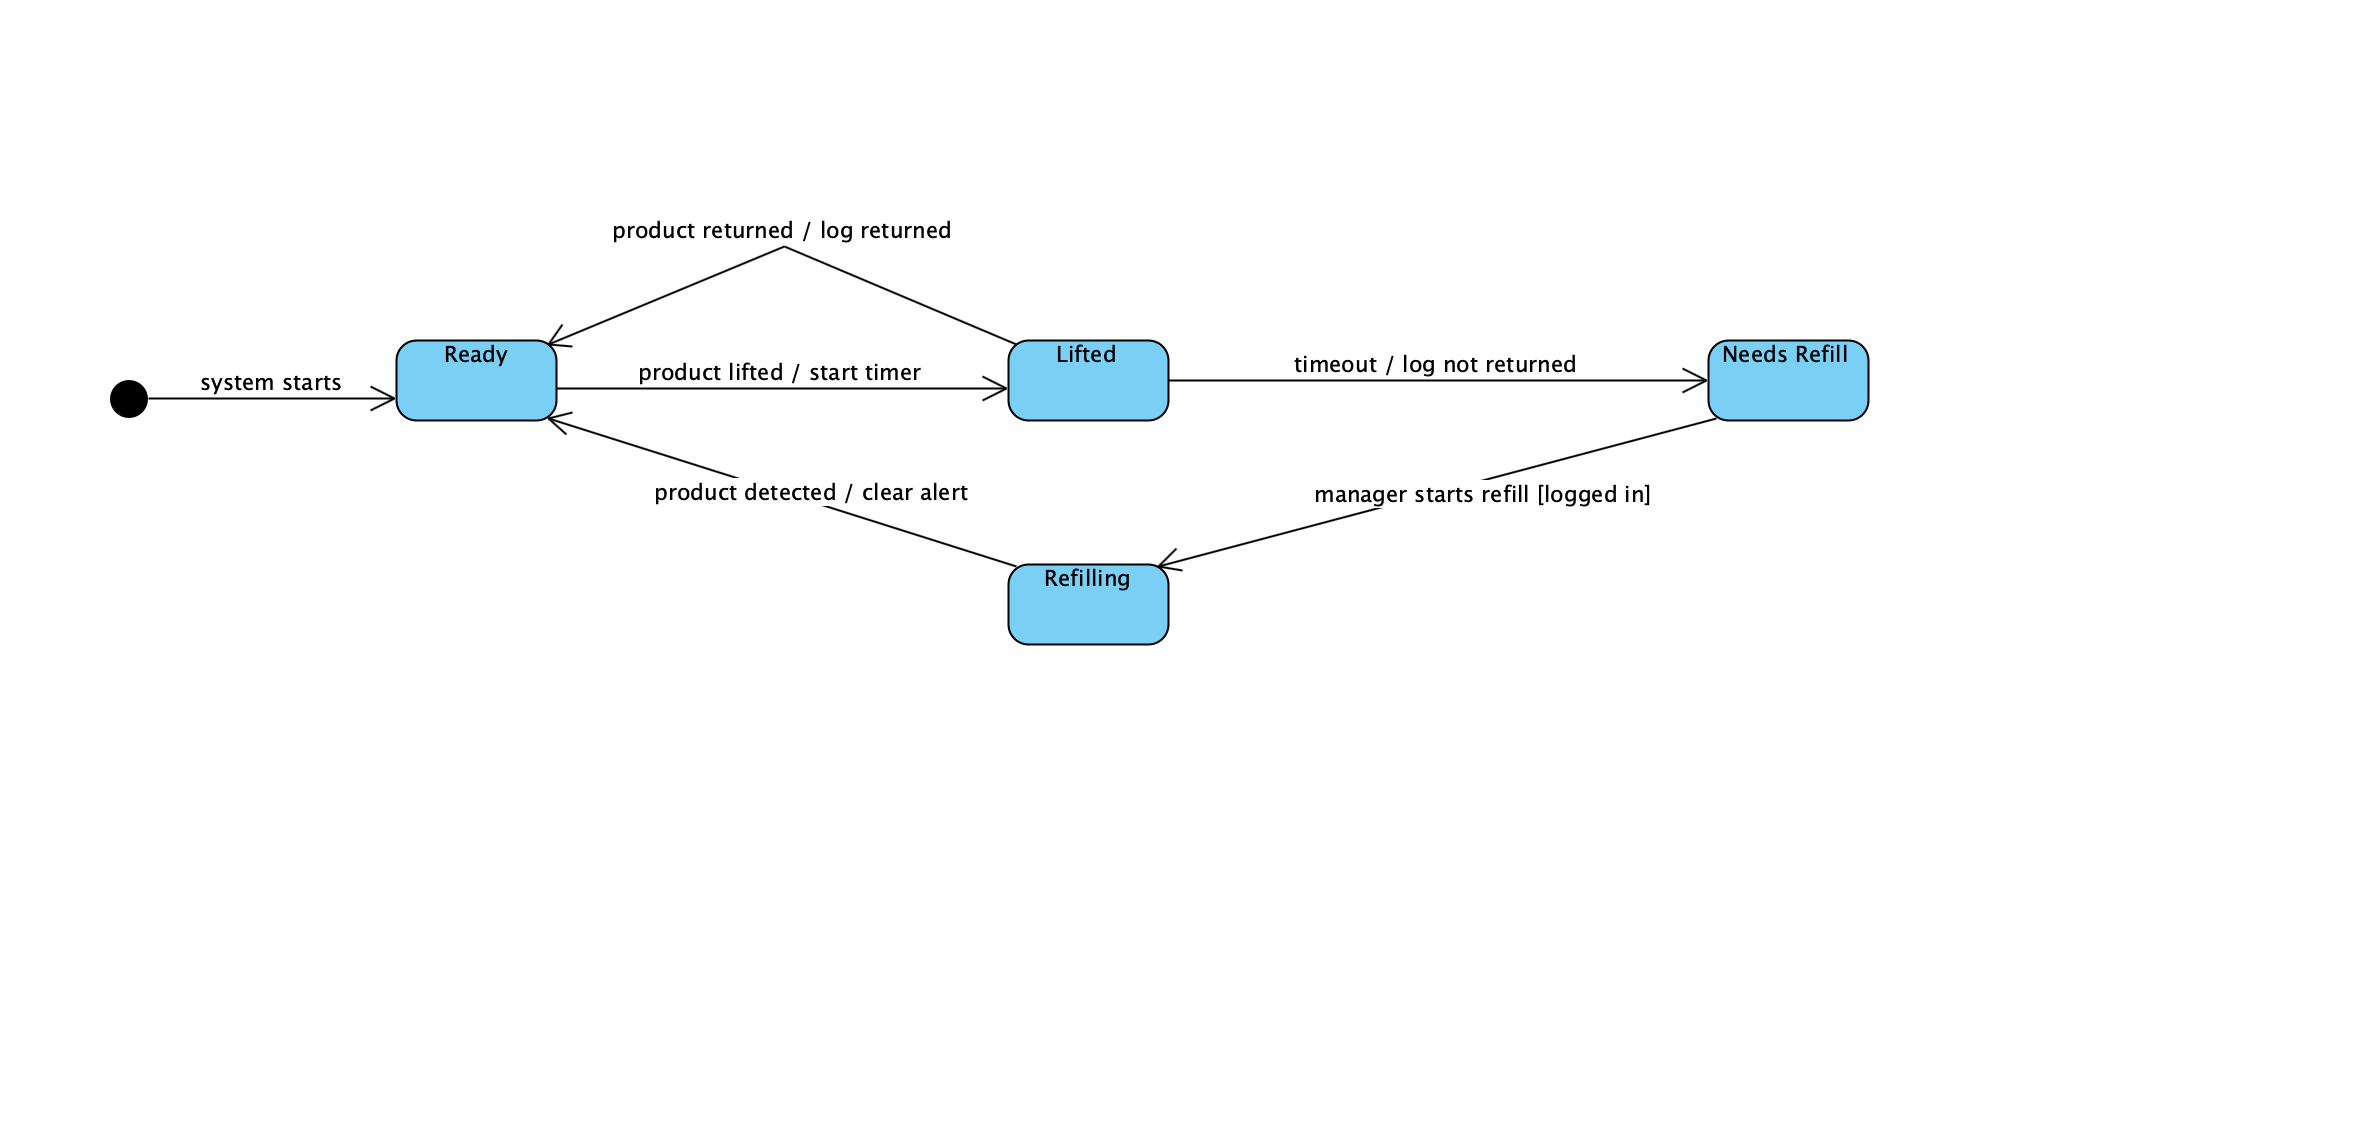 product returned / log returned
Ready
Lifted
Needs Refill
system starts
product lifted / start timer
timeout / log not returned
product detected / clear alert
manager starts refill [logged in]
Refilling